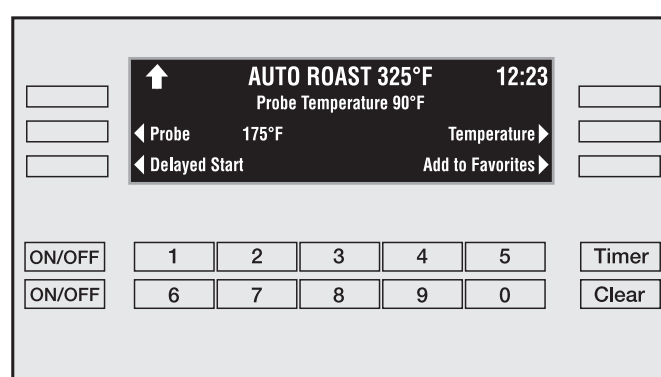 AUTO ROAST 325°F 12:23
Probe Temperature 90°F
Probe 175°F Temperature
Delayed Start Add to Favorites
ON/OFF 1 2 3 4 5 Timer
ON/OFF 6 7 8 9 0 Clear